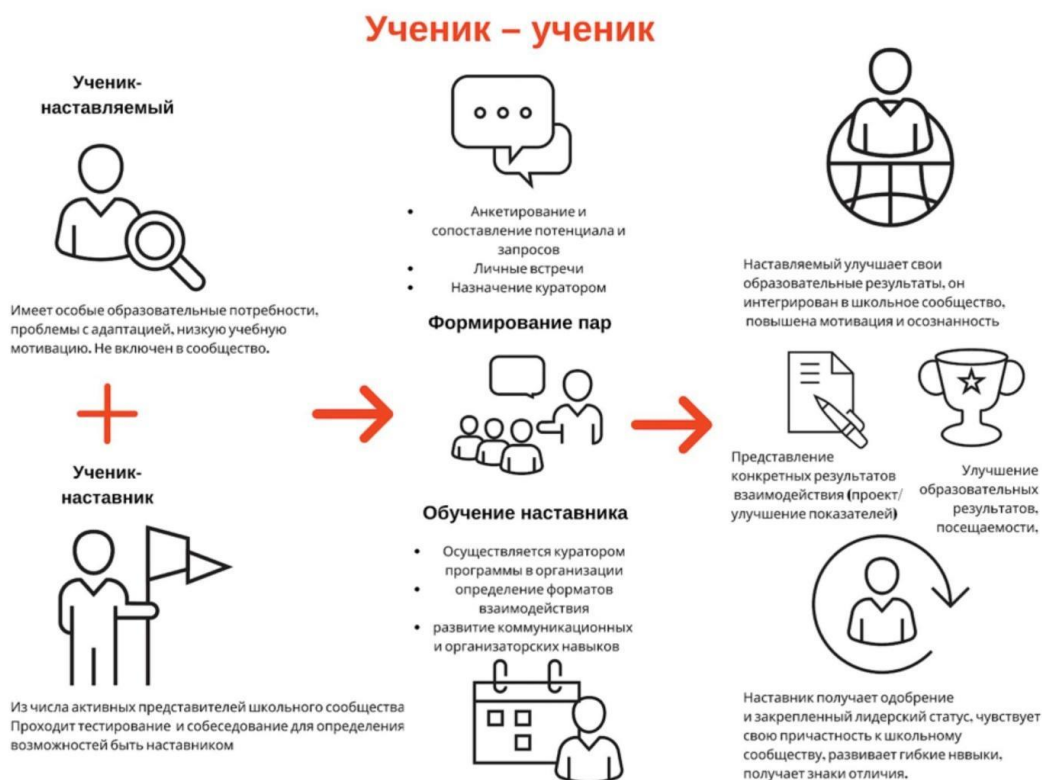 Ученик – ученик
Ученик-
наставляемый
Имеет особые образовательные потребности,
проблемы с адаптацией, низкую учебную
мотивацию. Не включен в сообщество.
Ученик-
наставник
Из числа активных представителей школьного сообщества
Проходит тестирование и собеседование для определения
возможностей быть наставником
• Анкетирование и
сопоставление потенциала и
запросов
• Личные встречи
• Назначение куратором
Формирование пар
Обучение наставника
• Осуществляется куратором
программы в организации
• определение форматов
взаимодействия
• развитие коммуникационных
и организаторских навыков
Наставляемый улучшает свои
образовательные результаты, он
интегрирован в школьное сообщество,
повышена мотивация и осознанность
Представление
конкретных результатов
взаимодействия (проект/
улучшение показателей)
Улучшение
образовательных
результатов,
посещаемости.
Наставник получает одобрение
и закрепленный лидерский статус, чувствует
свою причастность к школьному
сообществу, развивает гибкие нввыки,
получает знаки отличия.